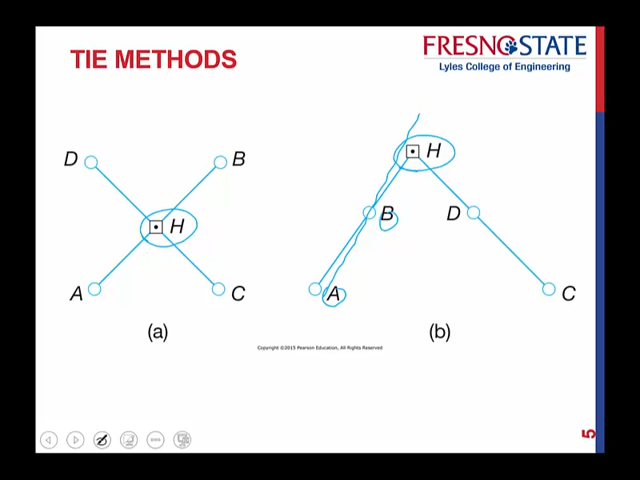 TIE METHODS
FRESNO STATE
Lyles College of Engineering
D
B
H
A
C
(a)
H
B
D
A
C
(b)
Copyright ©2015 Pearson Education, All Rights Reserved
5